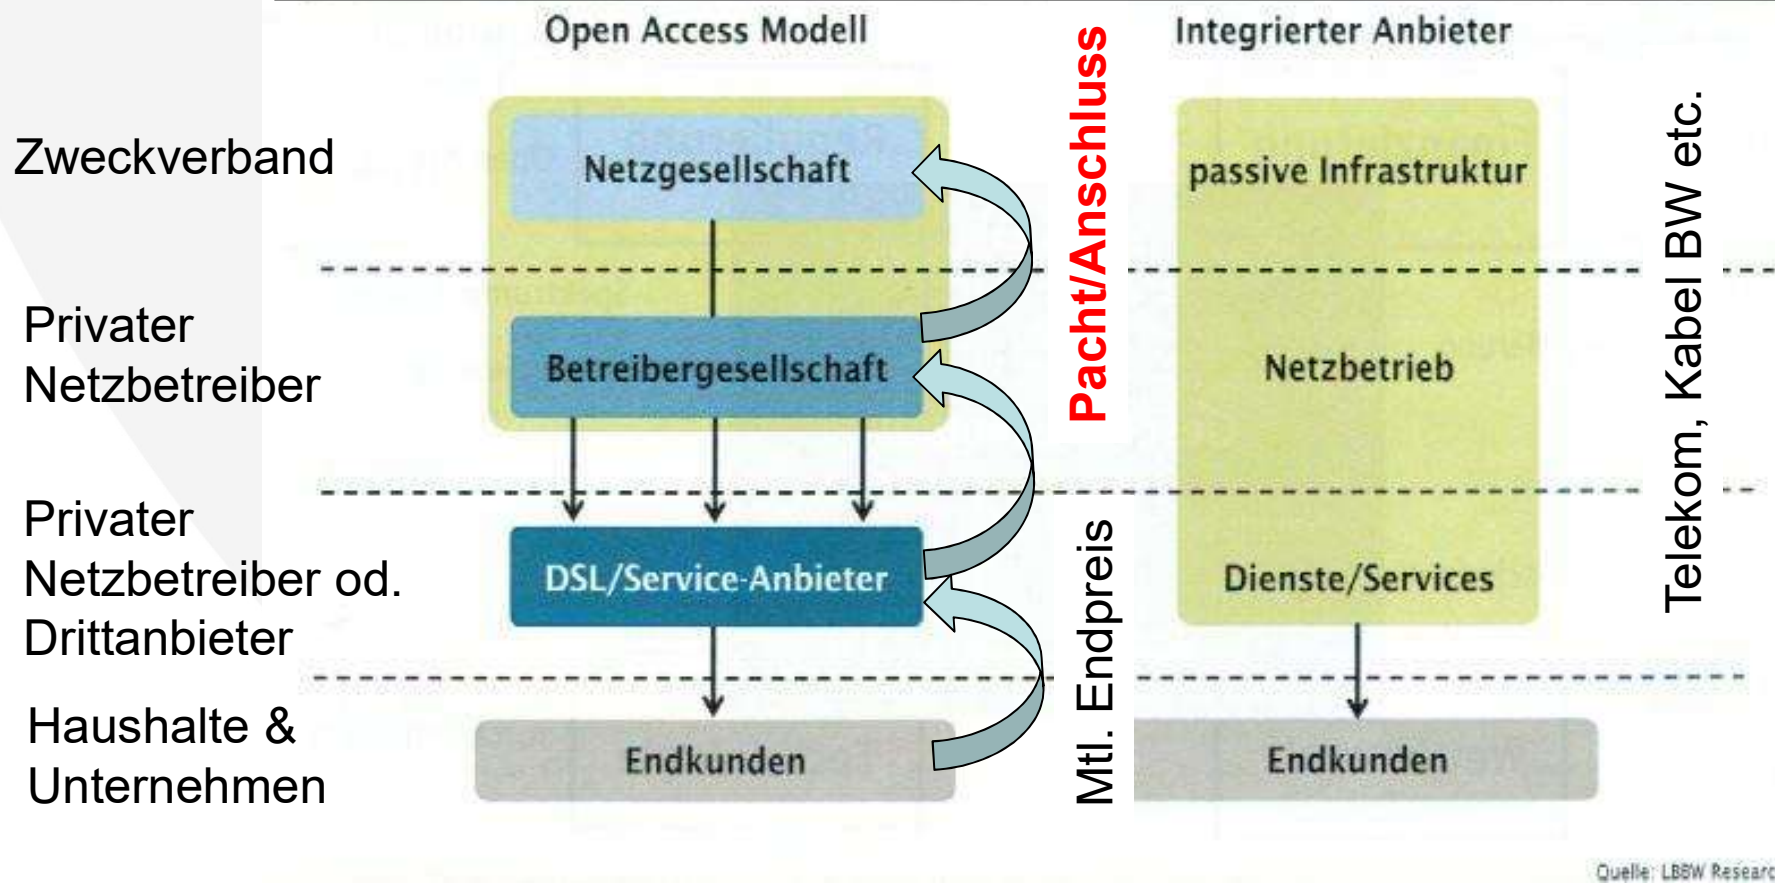 Open Access Modell
Integrierter Anbieter
Zweckverband
Netzgesellschaft
Pacht/Anschluss
passive Infrastruktur
Telekom, Kabel BW etc.
Privater
Netzbetreiber
Betreibergesellschaft
Netzbetrieb
Privater
Netzbetreiber od.
Drittanbieter
DSL/Service-Anbieter
Mtl. Endpreis
Dienste/Services
Haushalte &
Unternehmen
Endkunden
Endkunden
Quelle: LBBW Researc